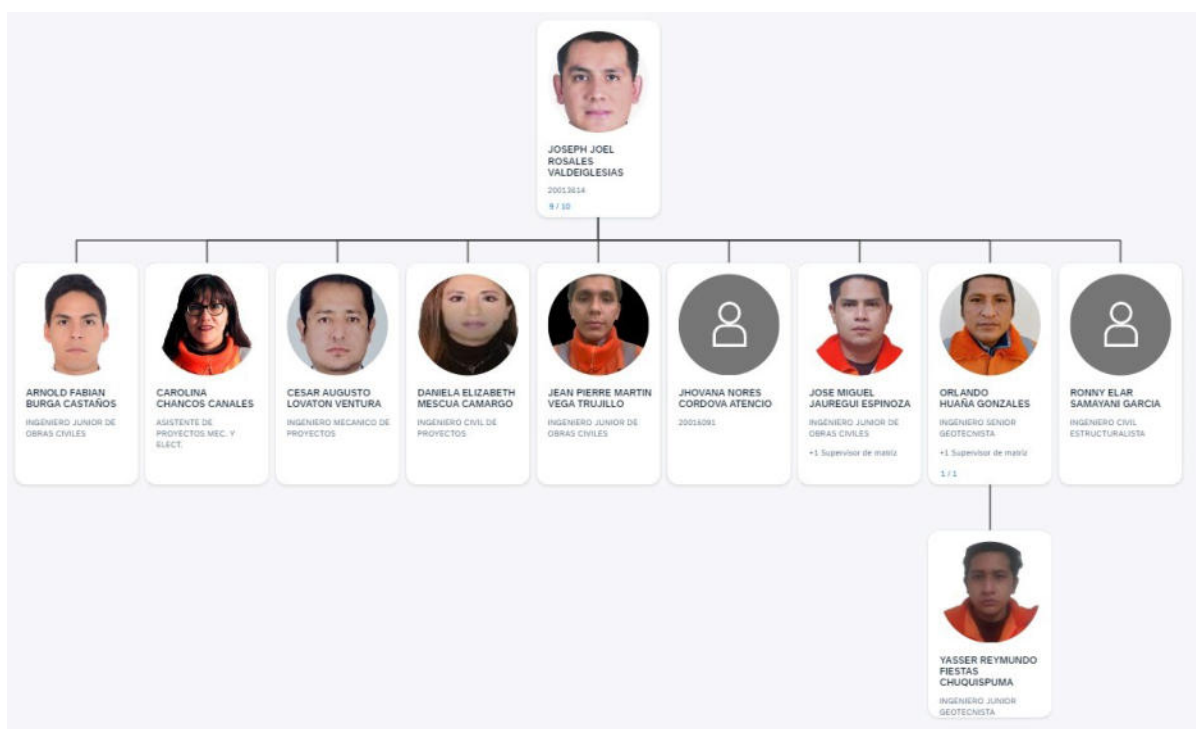 JOSEPH JOEL
ROSALES
VALDEIGLESIAS
20013614
9 / 10
ARNOLD FABIAN
BURGA CASTAÑOS
INGENIERO JUNIOR DE
OBRAS CIVILES
CAROLINA
CHANCOS CANALES
ASISTENTE DE
PROYECTOS MEC. Y
ELECT.
CESAR AUGUSTO
LOVATON VENTURA
INGENIERO MECANICO DE
PROYECTOS
DANIELA ELIZABETH
MESCUA CAMARGO
INGENIERO CIVIL DE
PROYECTOS
JEAN PIERRE MARTIN
VEGA TRUJILLO
INGENIERO JUNIOR DE
OBRAS CIVILES
JHOVANA NORES
CORDOVA ATENCIO
20016091
JOSE MIGUEL
JAUREGUI ESPINOZA
INGENIERO JUNIOR DE
OBRAS CIVILES
+1 Supervisor de matriz
ORLANDO
HUAÑA GONZALES
INGENIERO SENIOR
GEOTECNISTA
+1 Supervisor de matriz
1 / 1
RONNY ELAR
SAMAYANI GARCIA
INGENIERO CIVIL
ESTRUCTURALISTA
YASSER REYMUNDO
FIESTAS
CHUQUISPUMA
INGENIERO JUNIOR
GEOTECNISTA